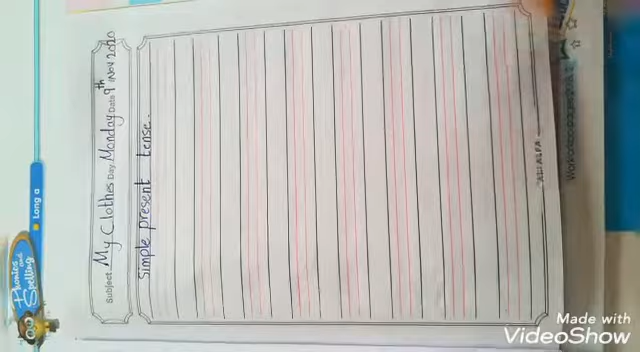 Subject My Clothes Day Monday Date 9th Nov 2020
Simple present tense.
Phonics
and
Spelling
Long a
Made with
VideoShow